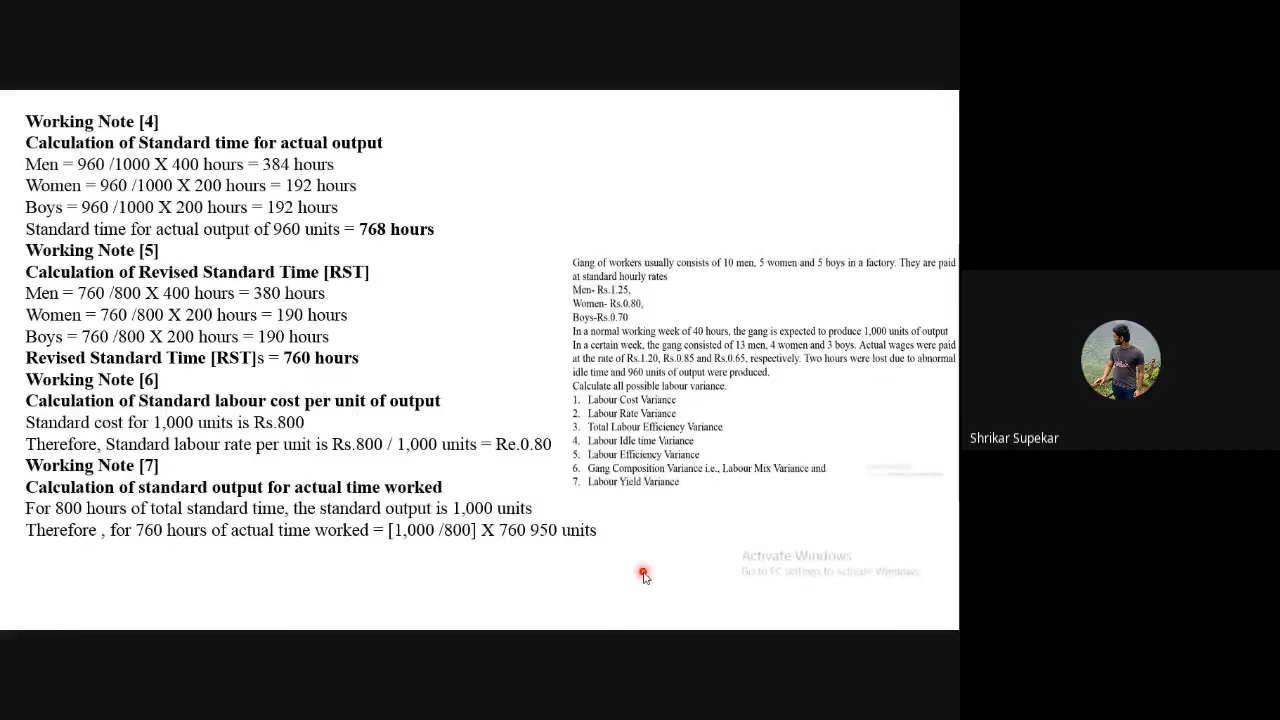 Working Note [4]
Calculation of Standard time for actual output
Men = 960 /1000 X 400 hours = 384 hours
Women = 960 /1000 X 200 hours = 192 hours
Boys = 960 /1000 X 200 hours = 192 hours
Standard time for actual output of 960 units = 768 hours
Working Note [5]
Calculation of Revised Standard Time [RST]
Men = 760 /800 X 400 hours = 380 hours
Women = 760 /800 X 200 hours = 190 hours
Boys = 760 /800 X 200 hours = 190 hours
Revised Standard Time [RST]s = 760 hours
Working Note [6]
Calculation of Standard labour cost per unit of output
Standard cost for 1,000 units is Rs.800
Therefore, Standard labour rate per unit is Rs.800 / 1,000 units = Re.0.80
Working Note [7]
Calculation of standard output for actual time worked
For 800 hours of total standard time, the standard output is 1,000 units
Therefore , for 760 hours of actual time worked = [1,000 /800] X 760 950 units
Gang of workers usually consists of 10 men, 5 women and 5 boys in a factory. They are paid
at standard hourly rates
Men- Rs.1.25,
Women- Rs.0.80,
Boys-Rs.0.70
In a normal working week of 40 hours, the gang is expected to produce 1,000 units of output
In a certain week, the gang consisted of 13 men, 4 women and 3 boys. Actual wages were paid
at the rate of Rs.1.20, Rs.0.85 and Rs.0.65, respectively. Two hours were lost due to abnormal
idle time and 960 units of output were produced.
Calculate all possible labour variance.
1. Labour Cost Variance
2. Labour Rate Variance
3. Total Labour Efficiency Variance
4. Labour Idle time Variance
5. Labour Efficiency Variance
6. Gang Composition Variance i.e., Labour Mix Variance and
7. Labour Yield Variance
Activate Windows
Go to PC settings to activate Windows.
Shrikar Supekar